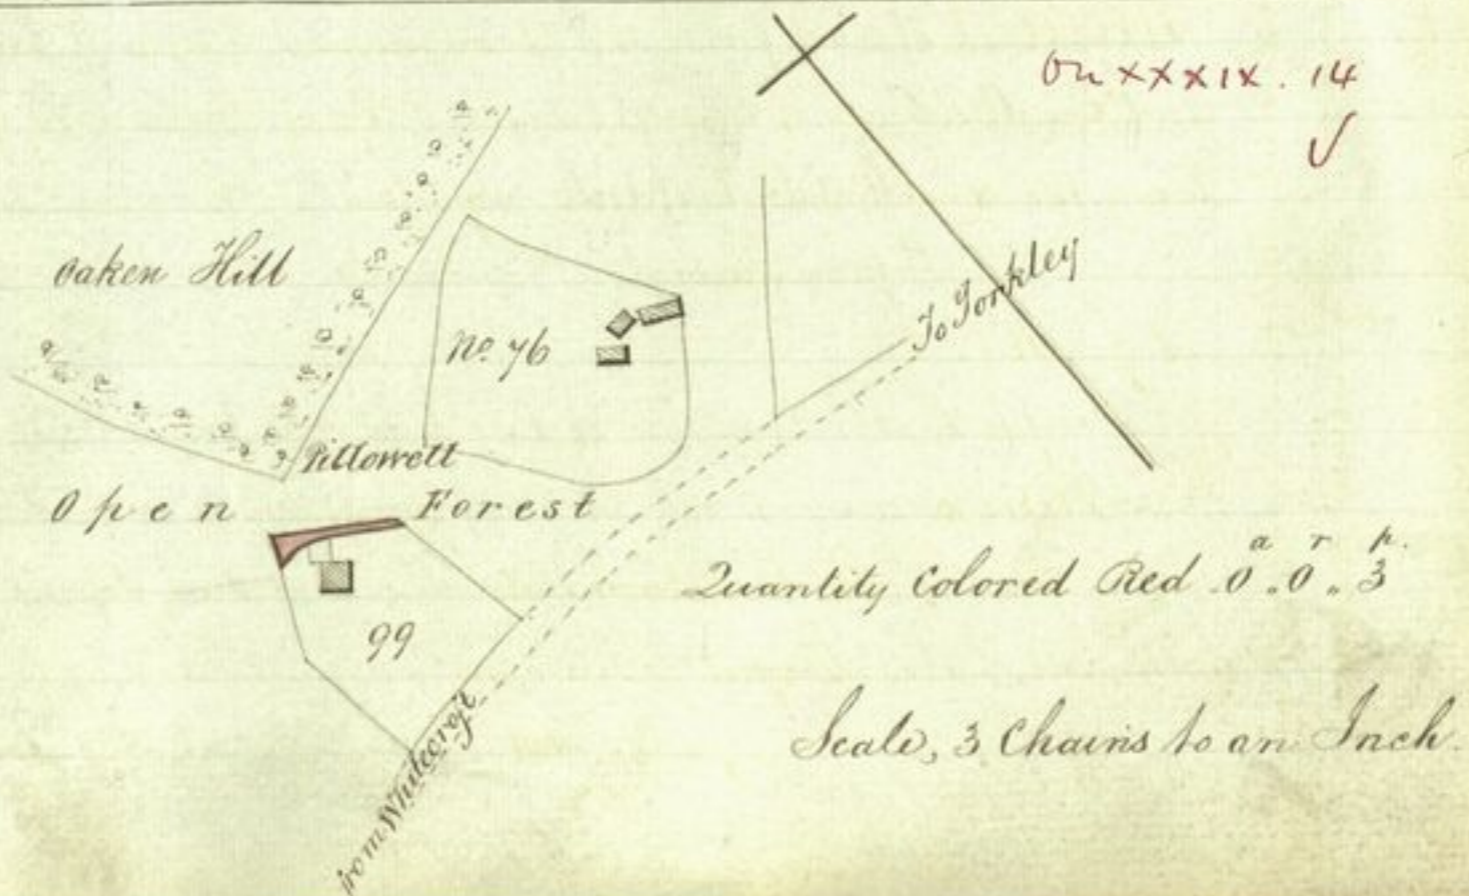 On XXXIX. 14
Oaken Hill
To Yorkley
No. 76
Pillowell
Open Forest
a r p.
Quantity Colored Red 0.. 0.. 3
99
Scale, 3 Chains to an Inch.
from Whitecroft